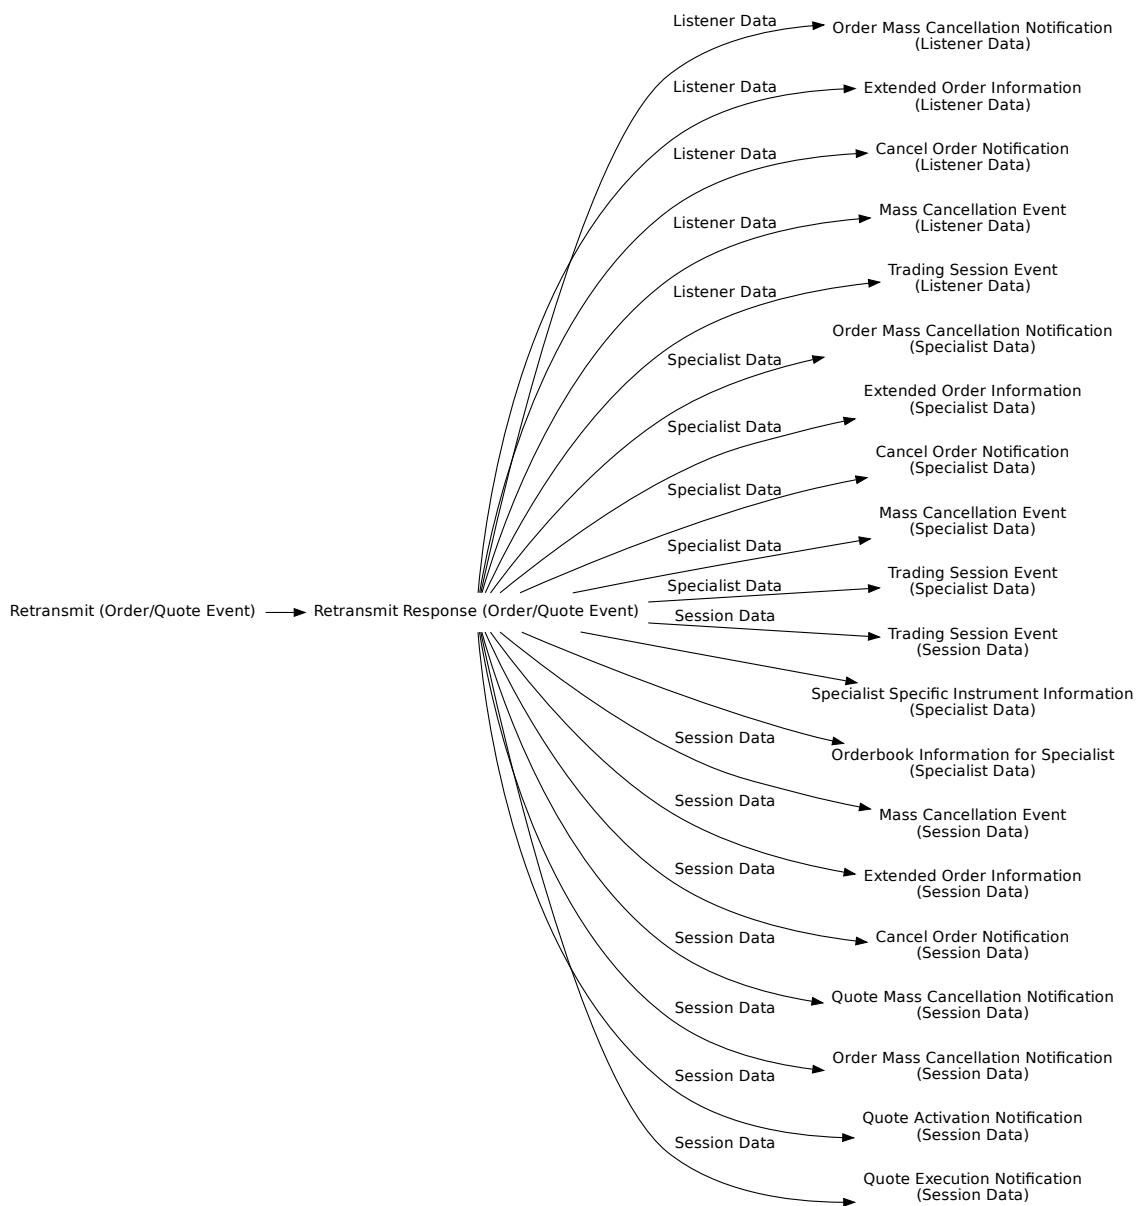 Listener Data
Order Mass Cancellation Notification
(Listener Data)
Listener Data
Extended Order Information
(Listener Data)
Listener Data
Cancel Order Notification
(Listener Data)
Listener Data
Mass Cancellation Event
(Listener Data)
Listener Data
Trading Session Event
(Listener Data)
Specialist Data
Order Mass Cancellation Notification
(Specialist Data)
Specialist Data
Extended Order Information
(Specialist Data)
Specialist Data
Cancel Order Notification
(Specialist Data)
Specialist Data
Mass Cancellation Event
(Specialist Data)
Specialist Data
Trading Session Event
(Specialist Data)
Retransmit (Order/Quote Event)
Retransmit Response (Order/Quote Event)
Session Data
Trading Session Event
(Session Data)
Specialist Specific Instrument Information
(Specialist Data)
Orderbook Information for Specialist
(Specialist Data)
Session Data
Mass Cancellation Event
(Session Data)
Session Data
Extended Order Information
(Session Data)
Session Data
Cancel Order Notification
(Session Data)
Session Data
Quote Mass Cancellation Notification
(Session Data)
Session Data
Order Mass Cancellation Notification
(Session Data)
Session Data
Quote Activation Notification
(Session Data)
Session Data
Quote Execution Notification
(Session Data)